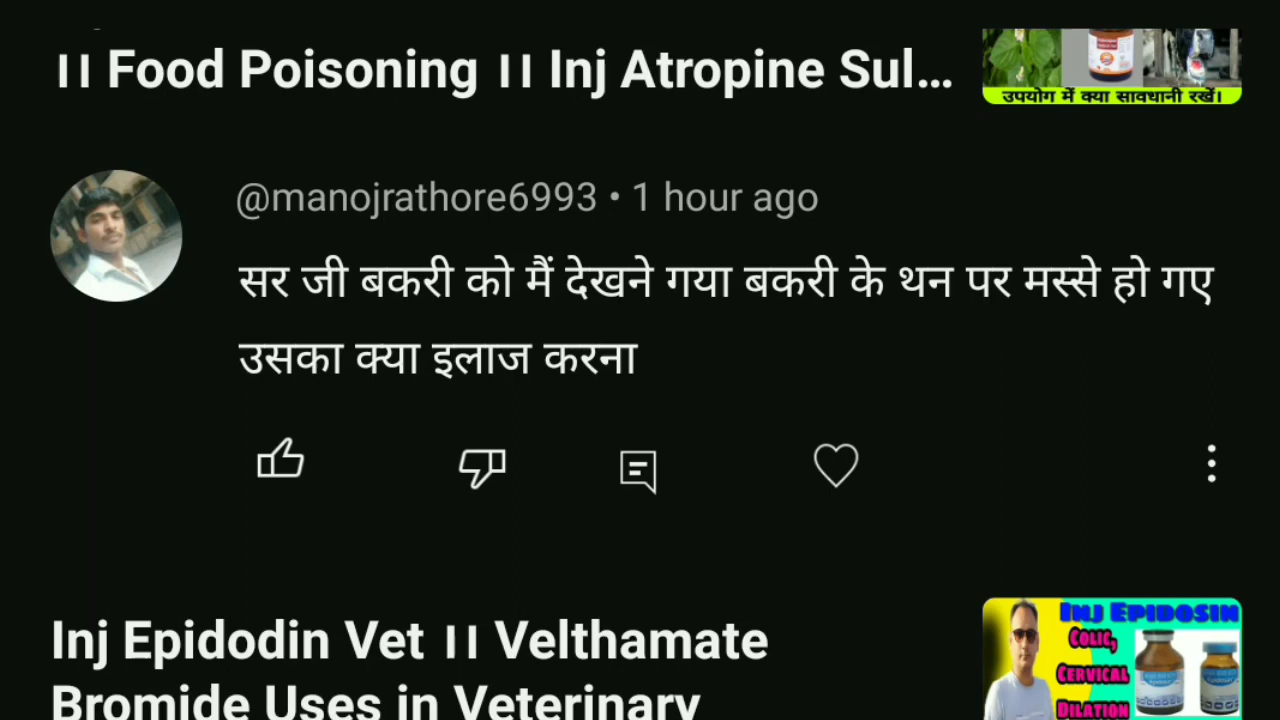 ।। Food Poisoning ।। Inj Atropine Sul...
उपयोग में क्या सावधानी रखें।
@manojrathore6993 • 1 hour ago
सर जी बकरी को मैं देखने गया बकरी के थन पर मस्से हो गए
उसका क्या इलाज करना
Inj Epidodin Vet ।। Velthamate
Bromide Uses in Veterinary
Inj Epidosin
Colic,
Cervical
Dilation